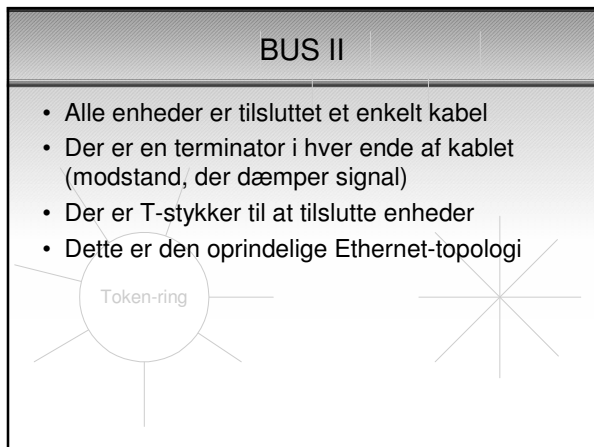 BUS II
• Alle enheder er tilsluttet et enkelt kabel
• Der er en terminator i hver ende af kablet
(modstand, der dæmper signal)
• Der er T-stykker til at tilslutte enheder
• Dette er den oprindelige Ethernet-topologi
Token-ring